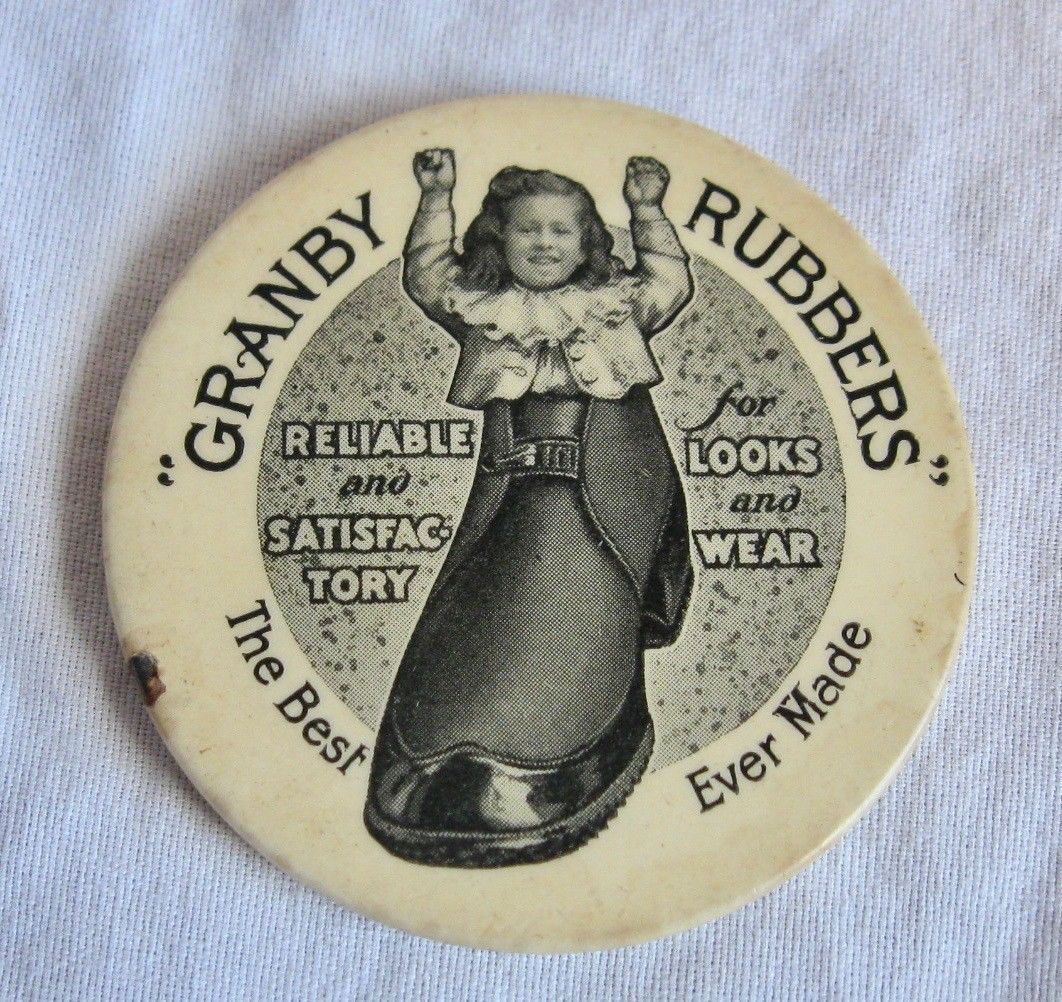 "GRANBY RUBBERS"
RELIABLE
and
SATISFAC-
TORY
for
LOOKS
and
WEAR
The Best Ever Made